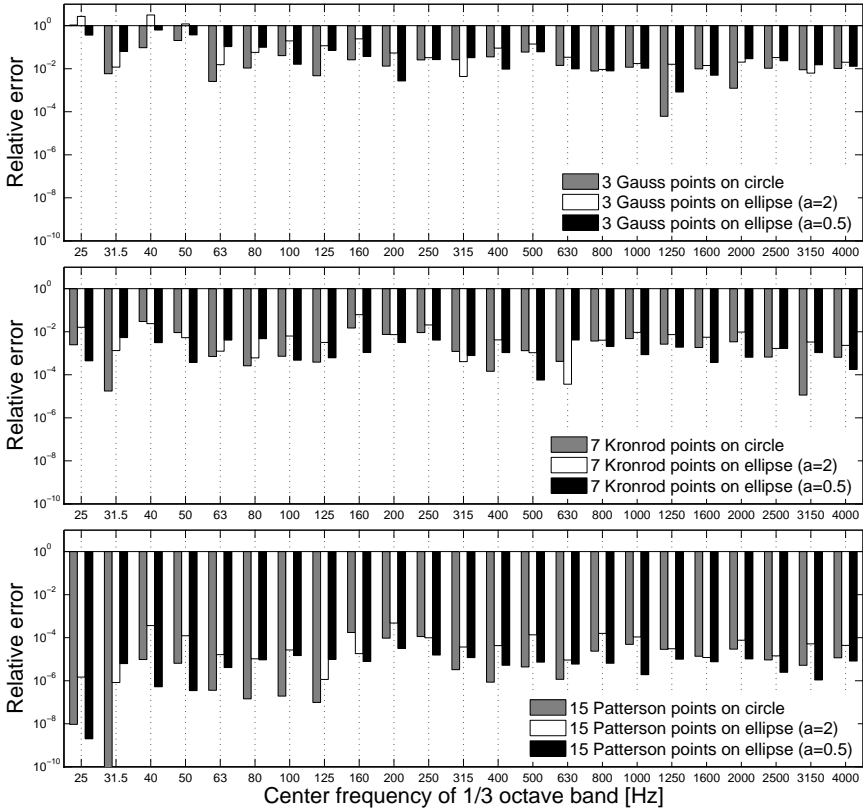 Relative error
10^0
10^-2
10^-4
10^-6
10^-8
10^-10
3 Gauss points on circle
3 Gauss points on ellipse (a=2)
3 Gauss points on ellipse (a=0.5)
25 31.5 40 50 63 80 100 125 160 200 250 315 400 500 630 800 1000 1250 1600 2000 2500 3150 4000
Relative error
10^0
10^-2
10^-4
10^-6
10^-8
10^-10
7 Kronrod points on circle
7 Kronrod points on ellipse (a=2)
7 Kronrod points on ellipse (a=0.5)
25 31.5 40 50 63 80 100 125 160 200 250 315 400 500 630 800 1000 1250 1600 2000 2500 3150 4000
Relative error
10^0
10^-2
10^-4
10^-6
10^-8
10^-10
15 Patterson points on circle
15 Patterson points on ellipse (a=2)
15 Patterson points on ellipse (a=0.5)
25 31.5 40 50 63 80 100 125 160 200 250 315 400 500 630 800 1000 1250 1600 2000 2500 3150 4000
Center frequency of 1/3 octave band [Hz]